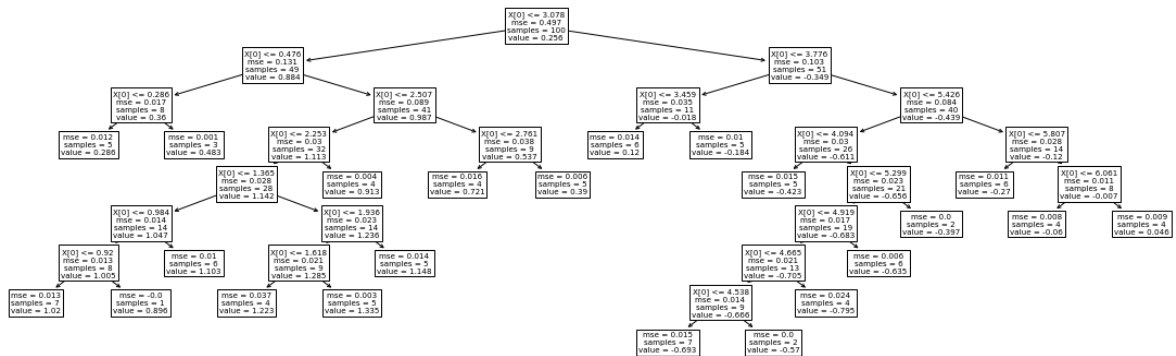 X[0] <= 3.078
mse = 0.497
samples = 100
value = 0.256
X[0] <= 0.476
mse = 0.131
samples = 49
value = 0.884
X[0] <= 3.776
mse = 0.103
samples = 51
value = -0.349
X[0] <= 0.286
mse = 0.017
samples = 8
value = 0.36
X[0] <= 2.507
mse = 0.089
samples = 41
value = 0.987
X[0] <= 3.459
mse = 0.035
samples = 11
value = -0.018
X[0] <= 5.426
mse = 0.084
samples = 40
value = -0.439
mse = 0.012
samples = 5
value = 0.286
mse = 0.001
samples = 3
value = 0.483
X[0] <= 2.253
mse = 0.03
samples = 32
value = 1.113
X[0] <= 2.761
mse = 0.038
samples = 9
value = 0.537
mse = 0.014
samples = 6
value = 0.12
mse = 0.01
samples = 5
value = -0.184
X[0] <= 4.094
mse = 0.03
samples = 26
value = -0.611
X[0] <= 5.807
mse = 0.028
samples = 14
value = -0.12
X[0] <= 1.365
mse = 0.028
samples = 28
value = 1.142
mse = 0.004
samples = 4
value = 0.913
mse = 0.016
samples = 4
value = 0.721
mse = 0.006
samples = 5
value = 0.39
mse = 0.015
samples = 5
value = -0.423
X[0] <= 5.299
mse = 0.023
samples = 21
value = -0.656
mse = 0.011
samples = 6
value = -0.27
X[0] <= 6.061
mse = 0.011
samples = 8
value = -0.007
X[0] <= 0.984
mse = 0.014
samples = 14
value = 1.047
X[0] <= 1.936
mse = 0.023
samples = 14
value = 1.236
X[0] <= 4.919
mse = 0.017
samples = 19
value = -0.683
mse = 0.0
samples = 2
value = -0.397
mse = 0.008
samples = 4
value = -0.06
mse = 0.009
samples = 4
value = 0.046
X[0] <= 0.92
mse = 0.013
samples = 8
value = 1.005
mse = 0.01
samples = 6
value = 1.103
X[0] <= 1.618
mse = 0.021
samples = 9
value = 1.285
mse = 0.014
samples = 5
value = 1.148
X[0] <= 4.665
mse = 0.021
samples = 13
value = -0.705
mse = 0.006
samples = 6
value = -0.635
mse = 0.013
samples = 7
value = 1.02
mse = -0.0
samples = 1
value = 0.896
mse = 0.037
samples = 4
value = 1.223
mse = 0.003
samples = 5
value = 1.335
X[0] <= 4.538
mse = 0.014
samples = 9
value = -0.666
mse = 0.024
samples = 4
value = -0.795
mse = 0.015
samples = 7
value = -0.693
mse = 0.0
samples = 2
value = -0.57